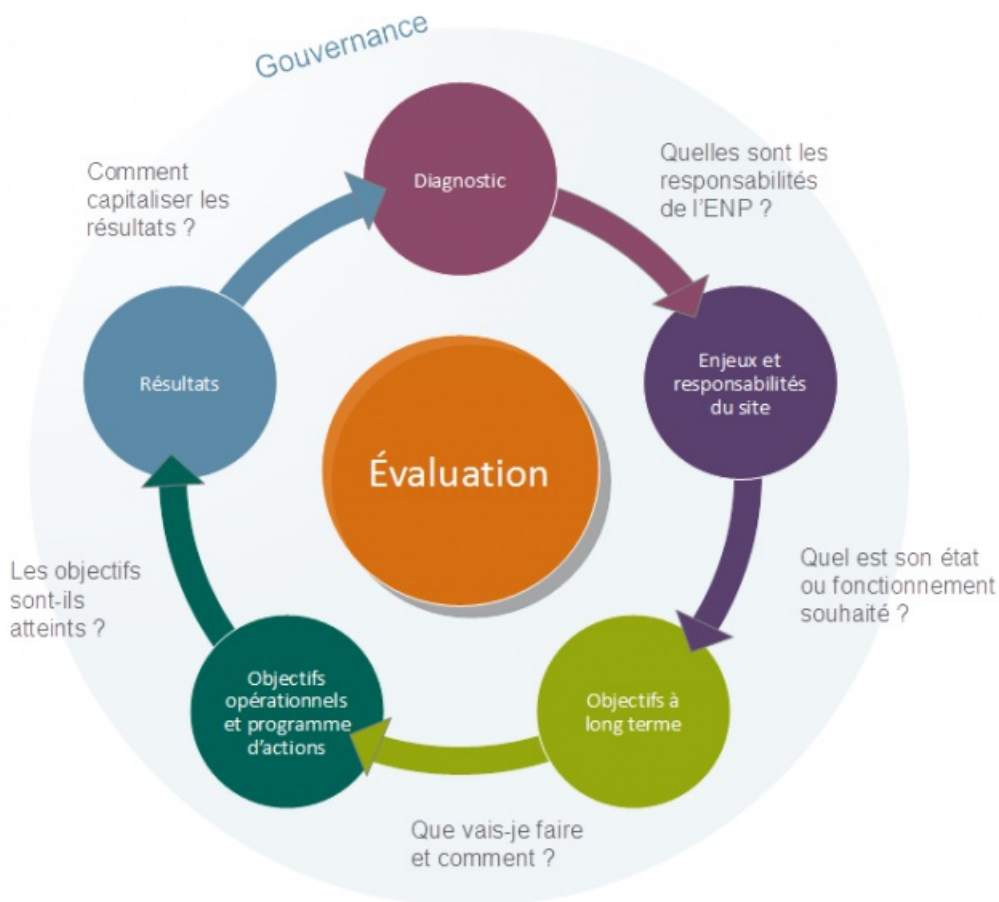 Gouvernance
Diagnostic
Quelles sont les
responsabilités
de l'ENP ?
Enjeux et
responsabilités
du site
Quel est son état
ou fonctionnement
souhaité ?
Objectifs à
long terme
Que vais-je faire
et comment ?
Objectifs
opérationnels
et programme
d'actions
Les objectifs
sont-ils
atteints ?
Résultats
Comment
capitaliser les
résultats ?
Évaluation